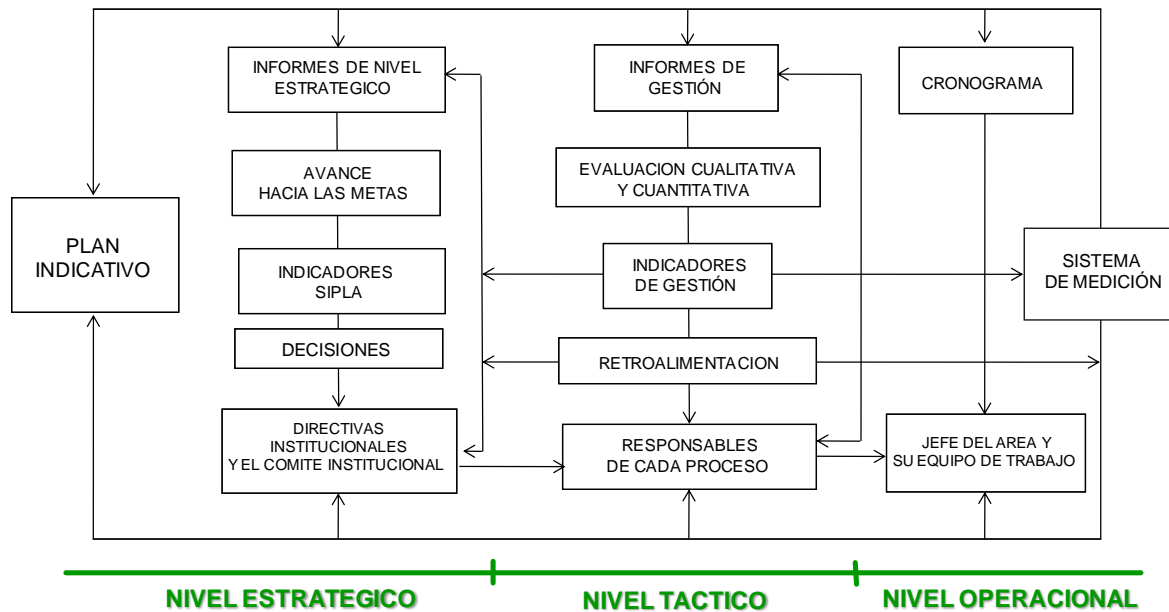 INFORMES DE NIVEL
ESTRATEGICO
INFORMES DE
GESTIÓN
CRONOGRAMA
AVANCE
HACIA LAS METAS
EVALUACION CUALITATIVA
Y CUANTITATIVA
PLAN
INDICATIVO
INDICADORES
SIPLA
INDICADORES
DE GESTIÓN
SISTEMA
DE MEDICIÓN
DECISIONES
RETROALIMENTACION
DIRECTIVAS
INSTITUCIONALES
Y EL COMITE INSTITUCIONAL
RESPONSABLES
DE CADA PROCESO
JEFE DEL AREA Y
SU EQUIPO DE TRABAJO
NIVEL ESTRATEGICO
NIVEL TACTICO
NIVEL OPERACIONAL